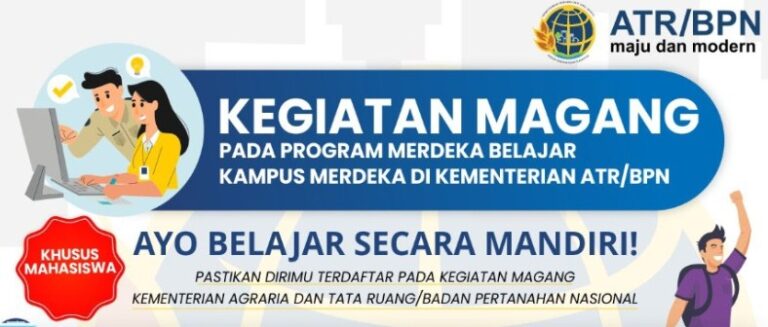 ATR/BPN
maju dan modern
KEGIATAN MAGANG
PADA PROGRAM MERDEKA BELAJAR
KAMPUS MERDEKA DI KEMENTERIAN ATR/BPN
KHUSUS
MAHASISWA
AYO BELAJAR SECARA MANDIRI!
PASTIKAN DIRIMU TERDAFTAR PADA KEGIATAN MAGANG
KEMENTERIAN AGRARIA DAN TATA RUANG/BADAN PERTANAHAN NASIONAL